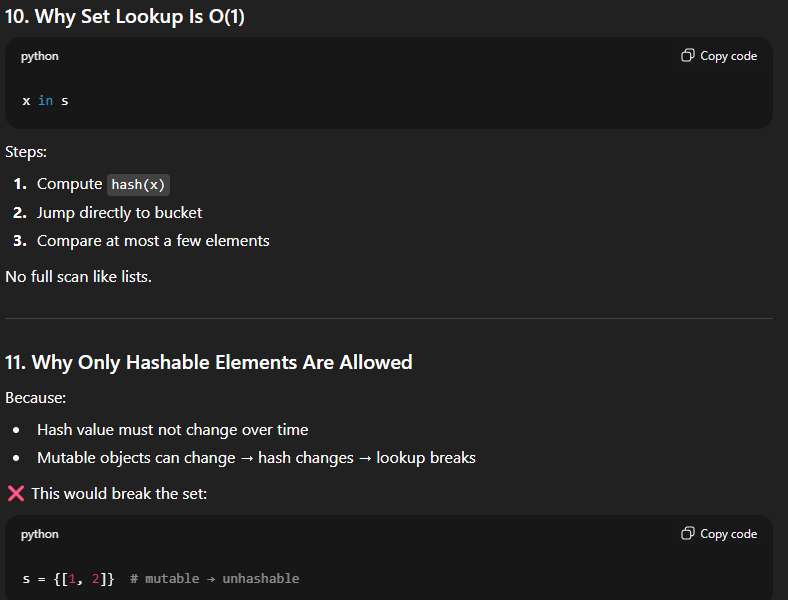 10. Why Set Lookup Is O(1)
python
Copy code
x in s
Steps:
1. Compute hash(x)
2. Jump directly to bucket
3. Compare at most a few elements
No full scan like lists.
11. Why Only Hashable Elements Are Allowed
Because:
• Hash value must not change over time
• Mutable objects can change → hash changes → lookup breaks
❌ This would break the set:
python
Copy code
s = {[1, 2]}  # mutable → unhashable